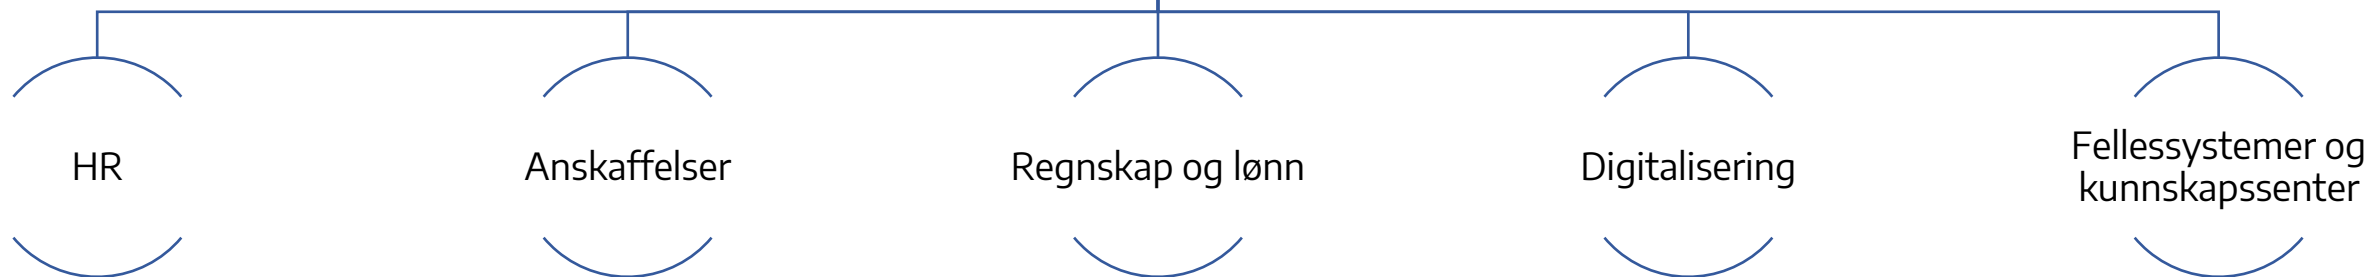 HR
Anskaffelser
Regnskap og lønn
Digitalisering
Fellessystemer og
kunnskapssenter